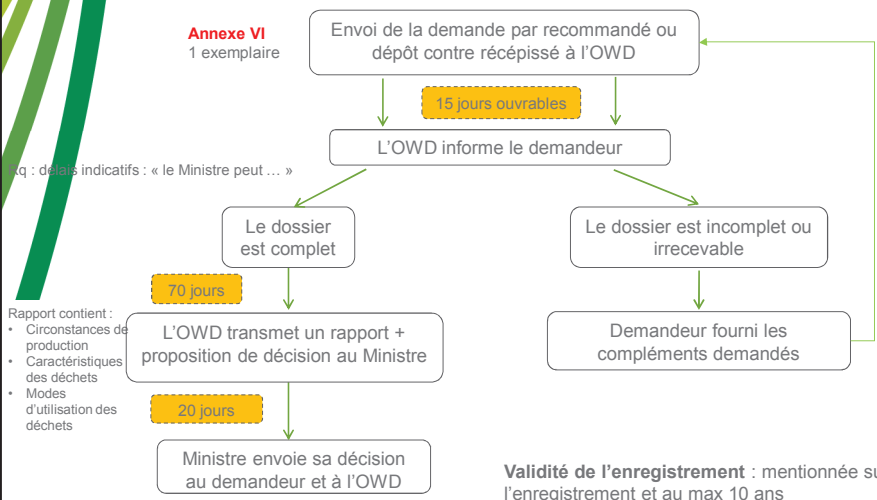 Annexe VI
1 exemplaire
Envoi de la demande par recommandé ou
dépôt contre récépissé à l'OWD
15 jours ouvrables
L'OWD informe le demandeur
Rq : délais indicatifs : « le Ministre peut … »
Le dossier
est complet
Le dossier est incomplet ou
irrecevable
70 jours
Rapport contient :
• Circonstances de
production
• Caractéristiques
des déchets
• Modes
d'utilisation des
déchets
L'OWD transmet un rapport +
proposition de décision au Ministre
Demandeur fourni les
compléments demandés
20 jours
Ministre envoie sa décision
au demandeur et à l'OWD
Validité de l'enregistrement : mentionnée
l'enregistrement et au max 10 ans